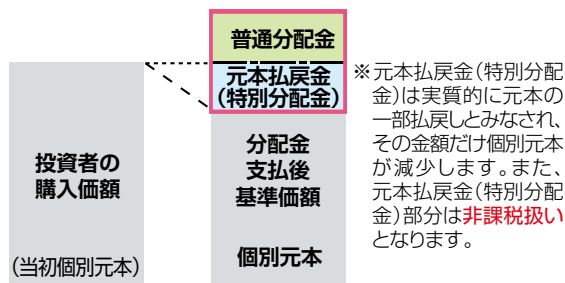 普通分配金
元本払戻金
(特別分配金)
分配金
支払後
基準価額
個別元本
投資者の
購入価額
(当初個別元本)
※元本払戻金(特別分配
金)は実質的に元本の
一部払戻しとみなされ、
その金額だけ個別元本
が減少します。また、
元本払戻金(特別分配
金)部分は非課税扱い
となります。